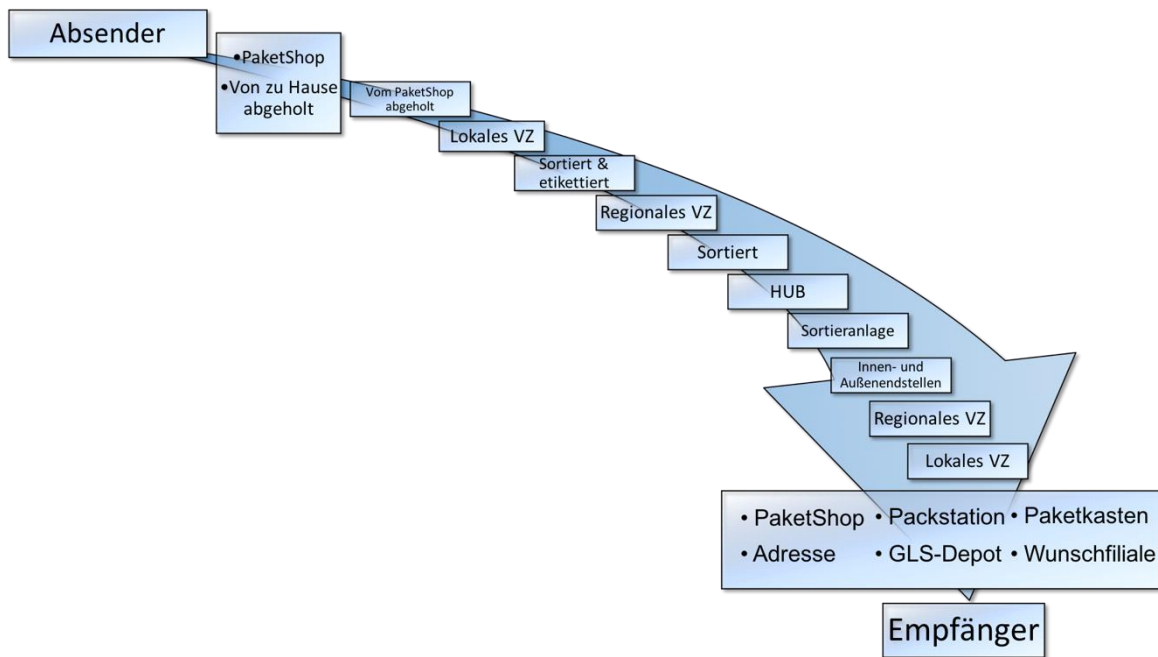 Absender
•PaketShop
•Von zu Hause
abgeholt
Vom PaketShop
abgeholt
Lokales VZ
Sortiert &
etikettiert
Regionales VZ
Sortiert
HUB
Sortieranlage
Innen- und
Außenendstellen
Regionales VZ
Lokales VZ
• PaketShop • Packstation • Paketkasten
• Adresse • GLS-Depot • Wunschfiliale
Empfänger